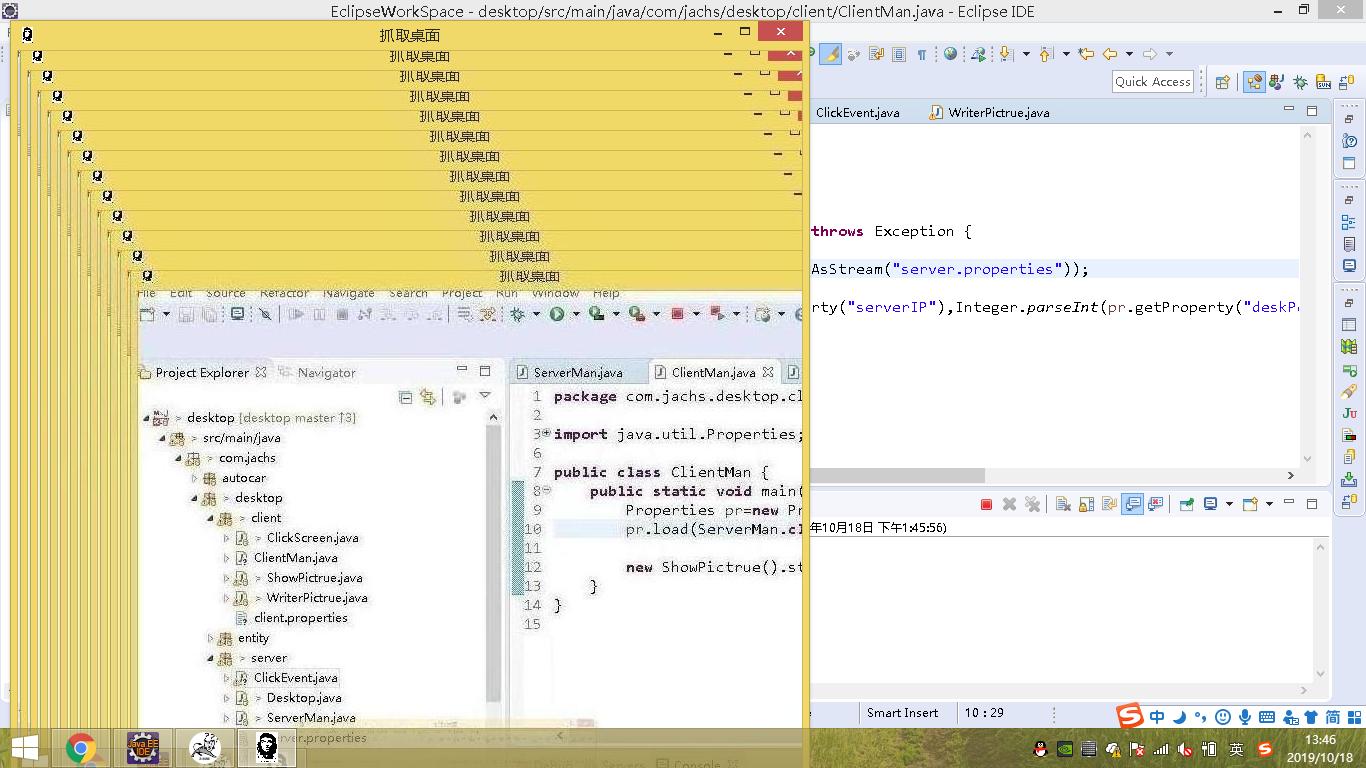 EclipseWorkSpace - desktop/src/main/java/com/jachs/desktop/client/ClientMan.java - Eclipse IDE
抓取桌面
抓取桌面
抓取桌面
抓取桌面
抓取桌面
抓取桌面
抓取桌面
抓取桌面
抓取桌面
抓取桌面
抓取桌面
抓取桌面
抓取桌面
Quick Access
ClickEvent.java WriterPictrue.java
throws Exception {
AsStream("server.properties"));
rty("serverIP"),Integer.parseInt(pr.getProperty("deskP
File Edit Source Refactor Navigate Search Project Run Window Help
Project Explorer Navigator
ServerMan.java ClientMan.java
> desktop [desktop master ↑3]
> src/main/java
> com.jachs
autocar
> desktop
> client
> ClickScreen.java
ClientMan.java
> ShowPictrue.java
> WriterPictrue.java
client.properties
entity
> server
ClickEvent.java
> Desktop.java
> ServerMan.java
rver.properties
1 package com.jachs.desktop.cl
2
3 import java.util.Properties;
6
7 public class ClientMan {
8 public static void main(
9 Properties pr=new Pr
10 pr.load(ServerMan.cl
11
12 new ShowPictrue().st
13 }
14 }
15
年10月18日 下午1:45:56)
Console
Smart Insert 10 : 29
中 简
Java EE
IDE
英
13:46
2019/10/18